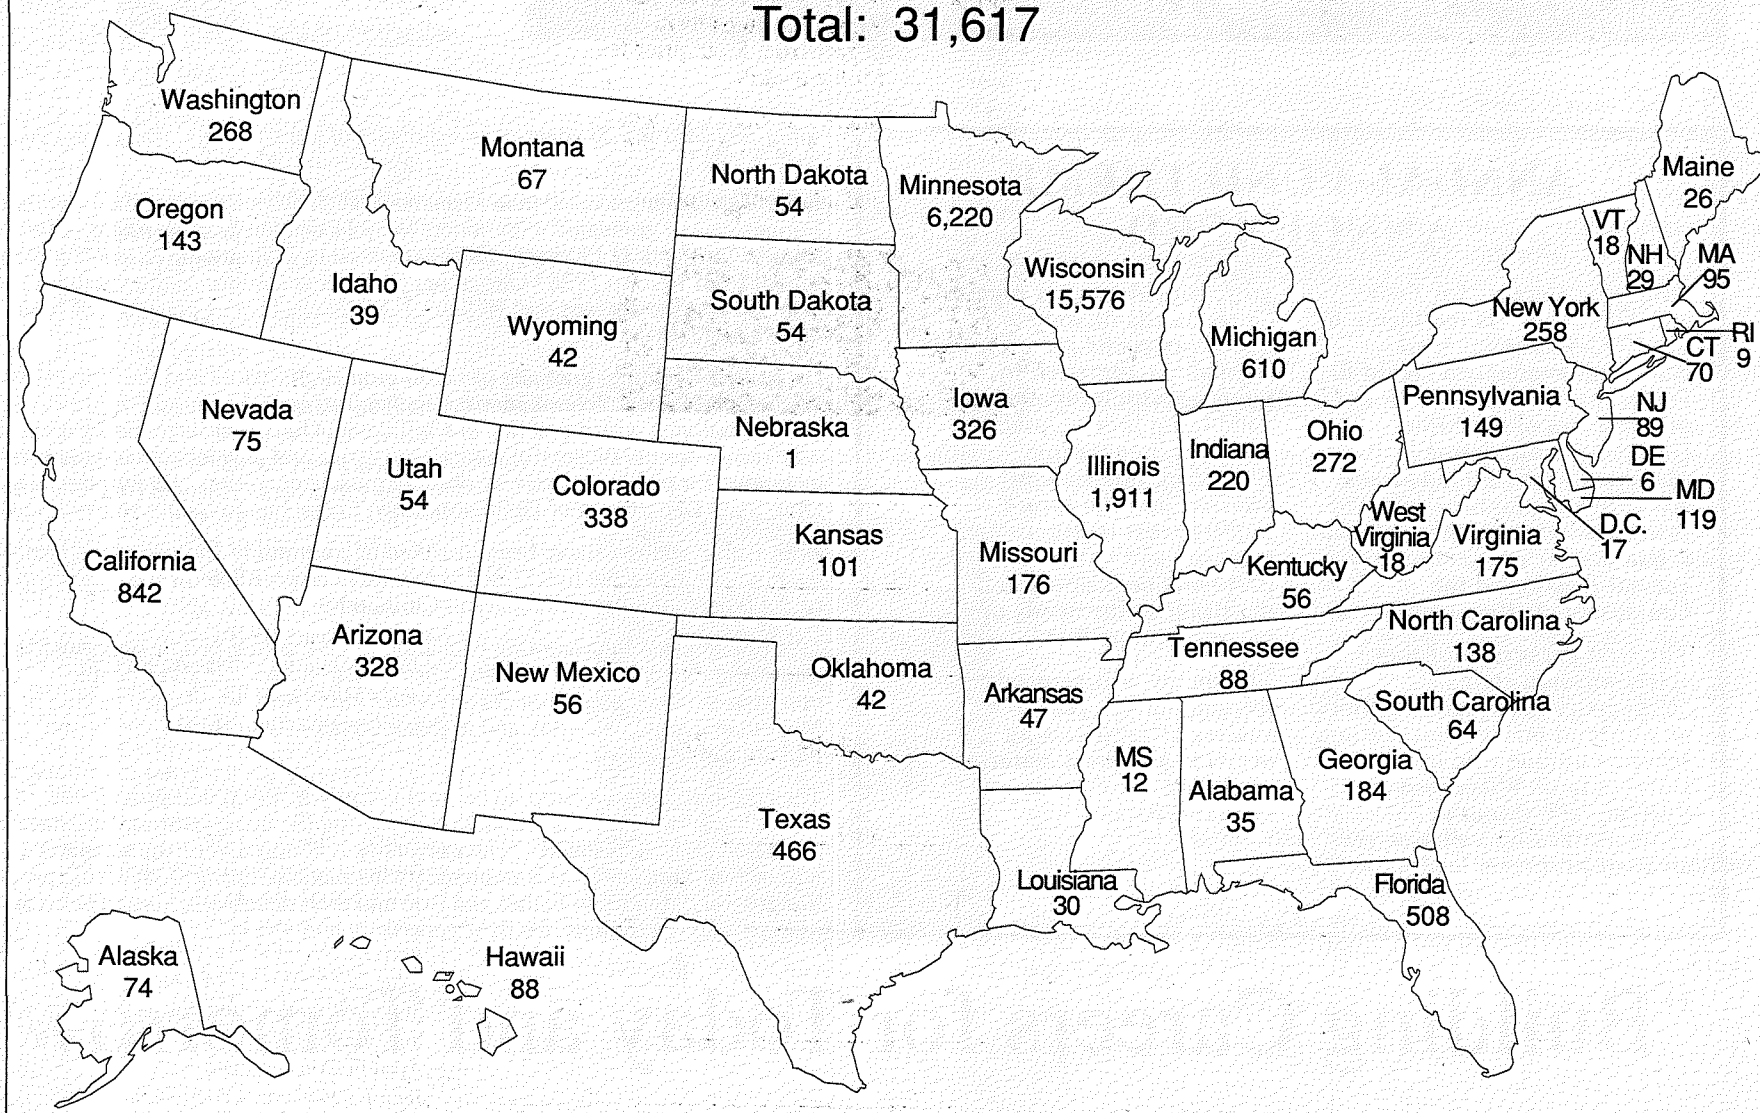 Total: 31,617
Washington
268
Oregon
143
Idaho
39
Montana
67
North Dakota
54
Minnesota
6,220
South Dakota
54
Wyoming
42
Wisconsin
15,576
Michigan
610
Maine
26
VT
18
NH
29
MA
95
New York
258
RI
9
CT
70
Pennsylvania
149
NJ
89
DE
6
MD
119
D.C.
17
Nevada
75
Utah
54
Colorado
338
Nebraska
1
Iowa
326
Illinois
1,911
Indiana
220
Ohio
272
West
Virginia
18
Virginia
175
California
842
Kansas
101
Missouri
176
Kentucky
56
North Carolina
138
Tennessee
88
South Carolina
64
Arizona
328
New Mexico
56
Oklahoma
42
Arkansas
47
MS
12
Alabama
35
Georgia
184
Texas
466
Louisiana
30
Florida
508
Alaska
74
Hawaii
88